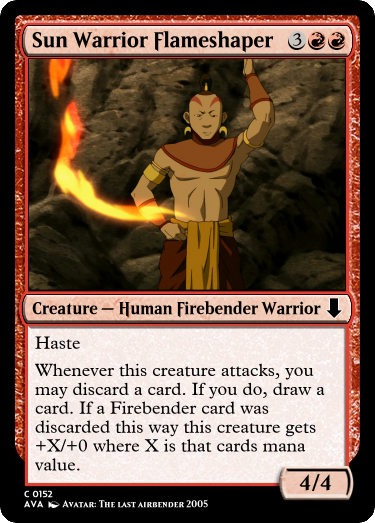 Sun Warrior Flameshaper 3
Creature — Human Firebender Warrior
Haste
Whenever this creature attacks, you
may discard a card. If you do, draw a
card. If a Firebender card was
discarded this way this creature gets
+X/+0 where X is that cards mana
value.
4/4
C 0152
AVA Avatar: The last airbender 2005